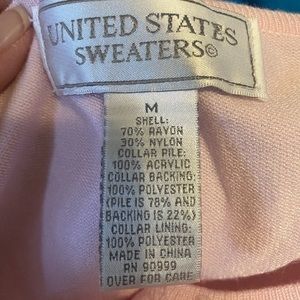 UNITED STATES
SWEATERS©
M
SHELL:
70% RAYON
30% NYLON
COLLAR PILE:
100% ACRYLIC
COLLAR BACKING:
100% POLYESTER
(PILE IS 78% AND
BACKING IS 22%)
COLLAR LINING:
100% POLYESTER
MADE IN CHINA
RN 90999
OVER FOR CARE